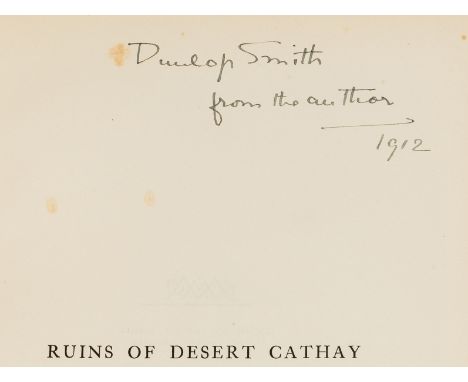 Dunlop Smith
from the author
1912
RUINS OF DESERT CATHAY